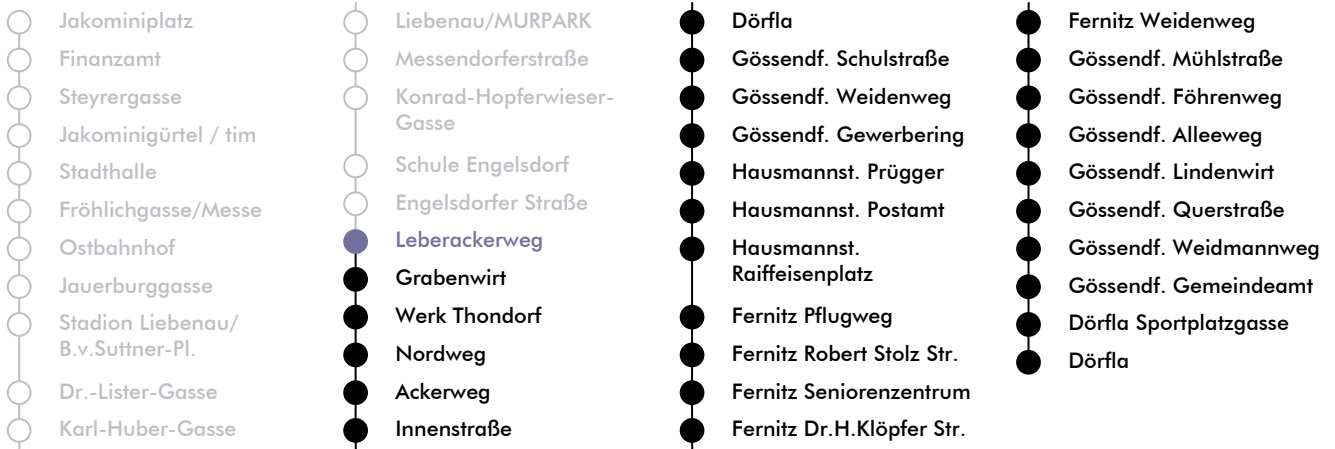 Jakominiplatz
Finanzamt
Steyrergasse
Jakominigürtel / tim
Stadthalle
Fröhlichgasse/Messe
Ostbahnhof
Jauerburggasse
Stadion Liebenau/
B.v.Suttner-Pl.
Dr.-Lister-Gasse
Karl-Huber-Gasse
Liebenau/MURPARK
Messendorferstraße
Konrad-Hopferwieser-
Gasse
Schule Engelsdorf
Engelsdorfer Straße
Leberackerweg
Grabenwirt
Werk Thondorf
Nordweg
Ackerweg
Innenstraße
Dörfla
Gössendf. Schulstraße
Gössendf. Weidenweg
Gössendf. Gewerbering
Hausmannst. Prügger
Hausmannst. Postamt
Hausmannst.
Raiffeisenplatz
Fernitz Pflugweg
Fernitz Robert Stolz Str.
Fernitz Seniorenzentrum
Fernitz Dr.H.Klöpfer Str.
Fernitz Weidenweg
Gössendf. Mühlstraße
Gössendf. Föhrenweg
Gössendf. Alleeweg
Gössendf. Lindenwirt
Gössendf. Querstraße
Gössendf. Weidmannweg
Gössendf. Gemeindeamt
Dörfla Sportplatzgasse
Dörfla